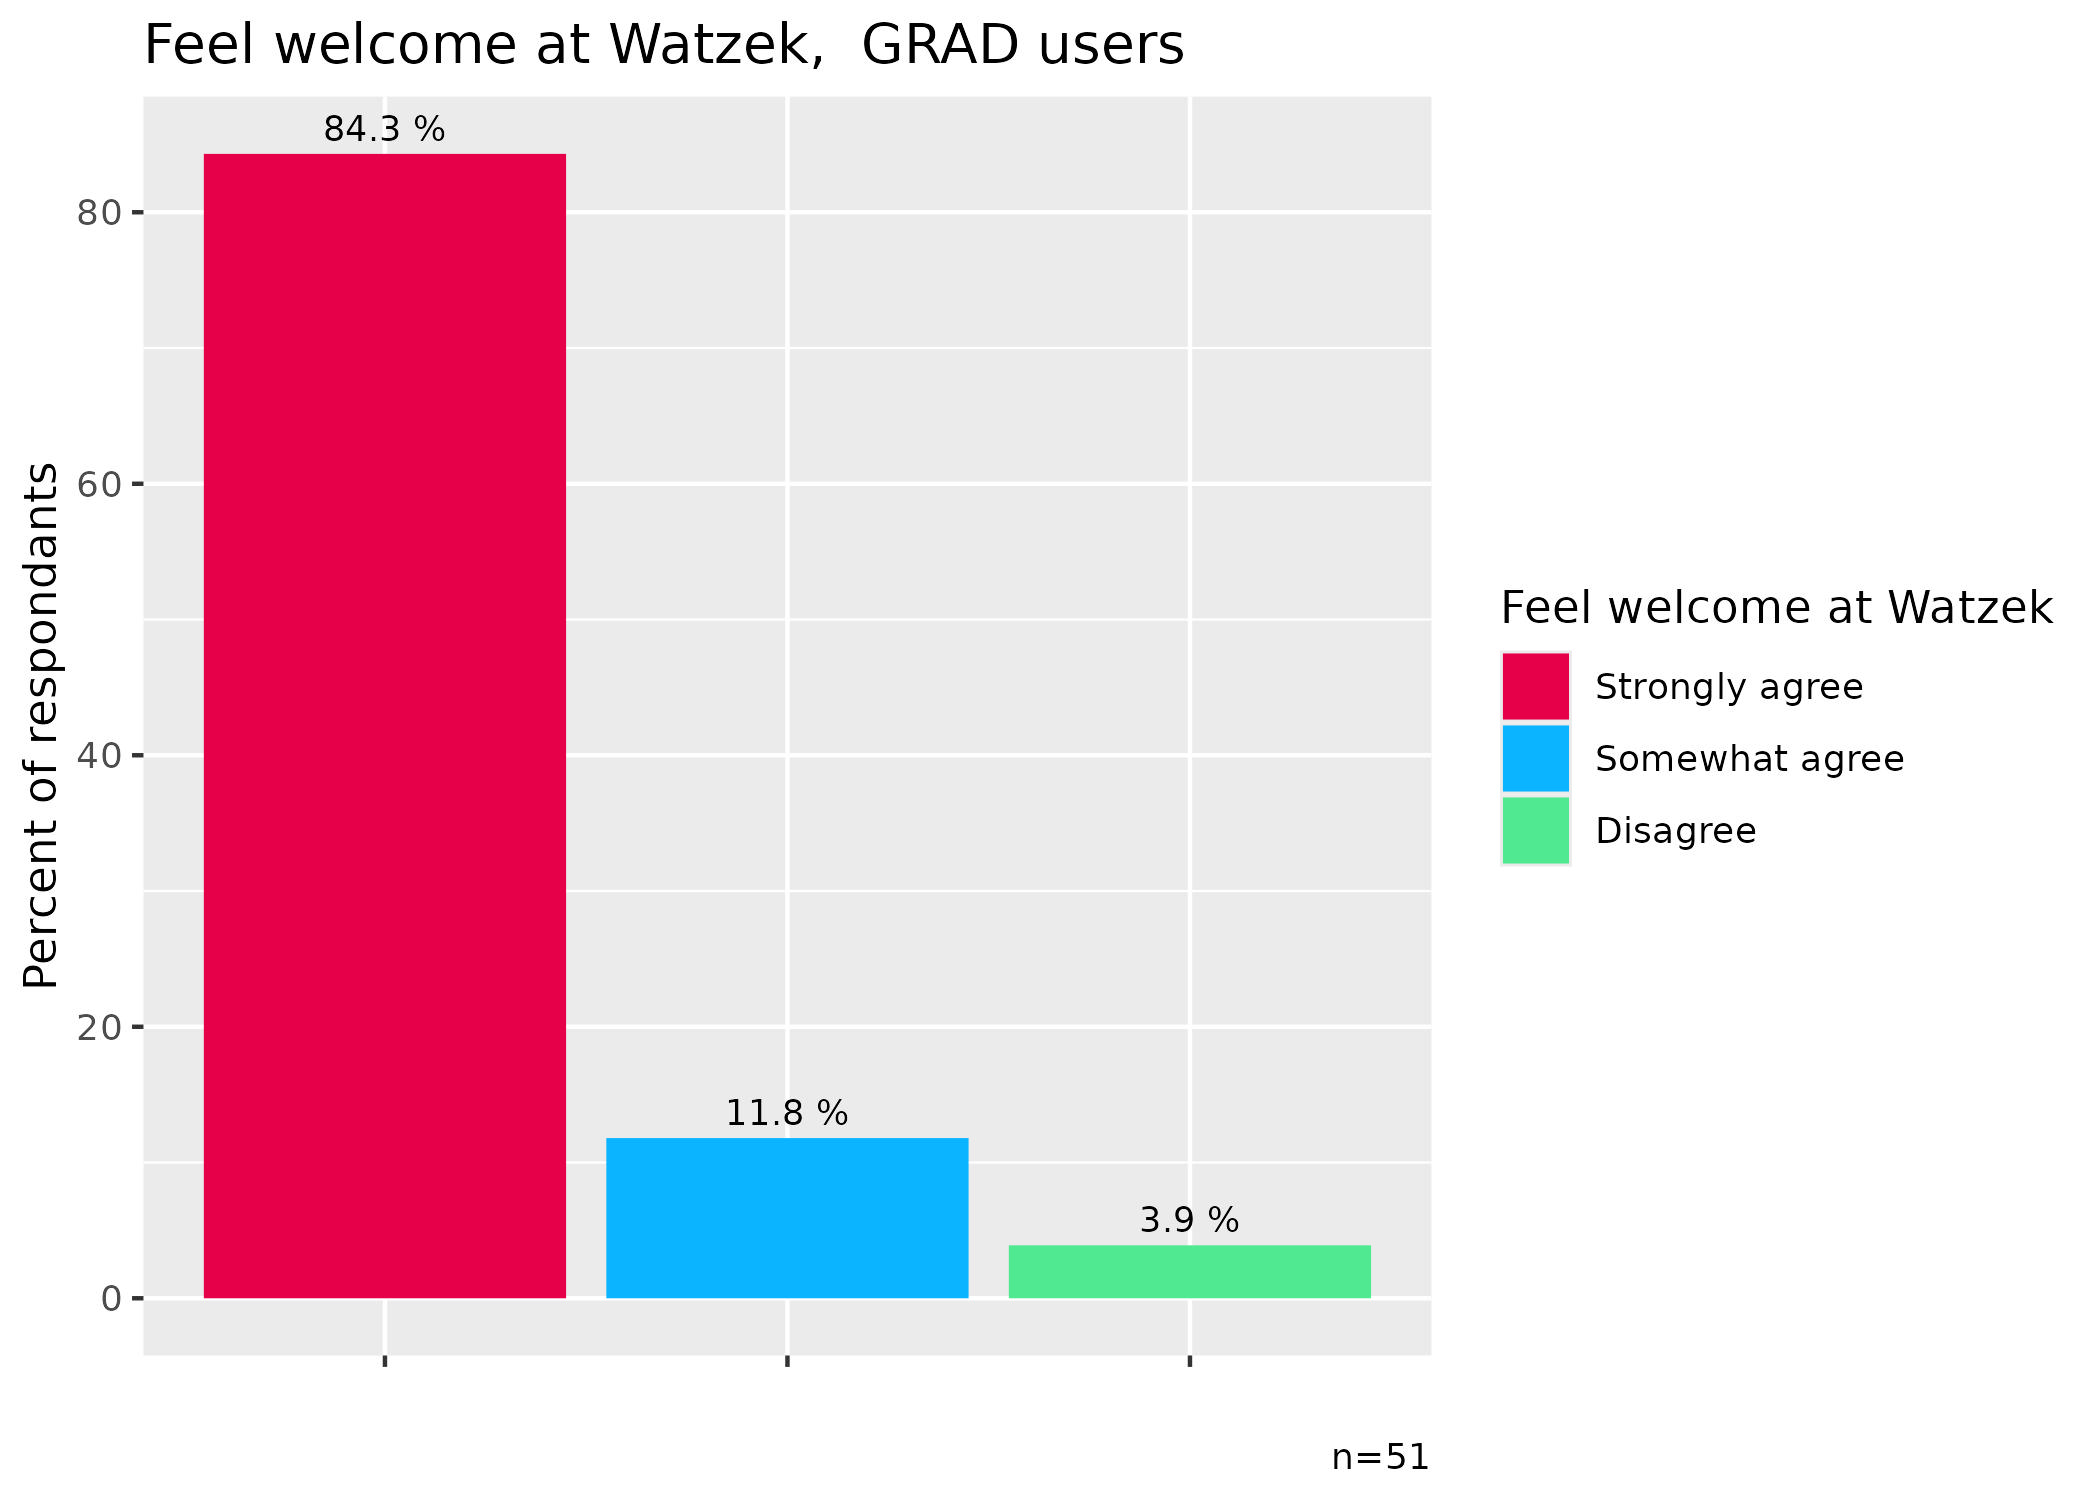 Feel welcome at Watzek,  GRAD users
84.3 %
80
60
Percent of respondants
40
20
0
11.8 %
3.9 %
Feel welcome at Watzek
Strongly agree
Somewhat agree
Disagree
n=51